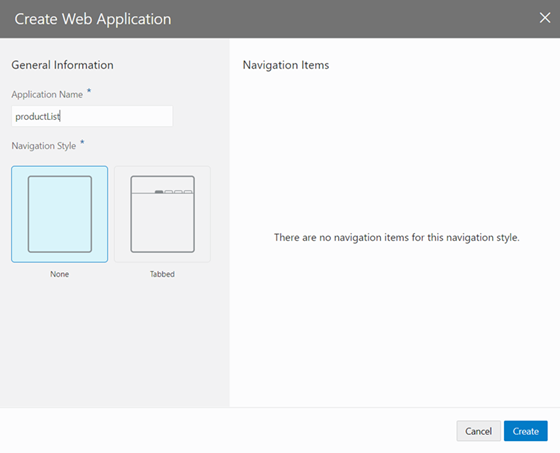 Create Web Application
General Information
Application Name *
productList
Navigation Style *
None
Tabbed
Navigation Items
There are no navigation items for this navigation style.
Cancel
Create